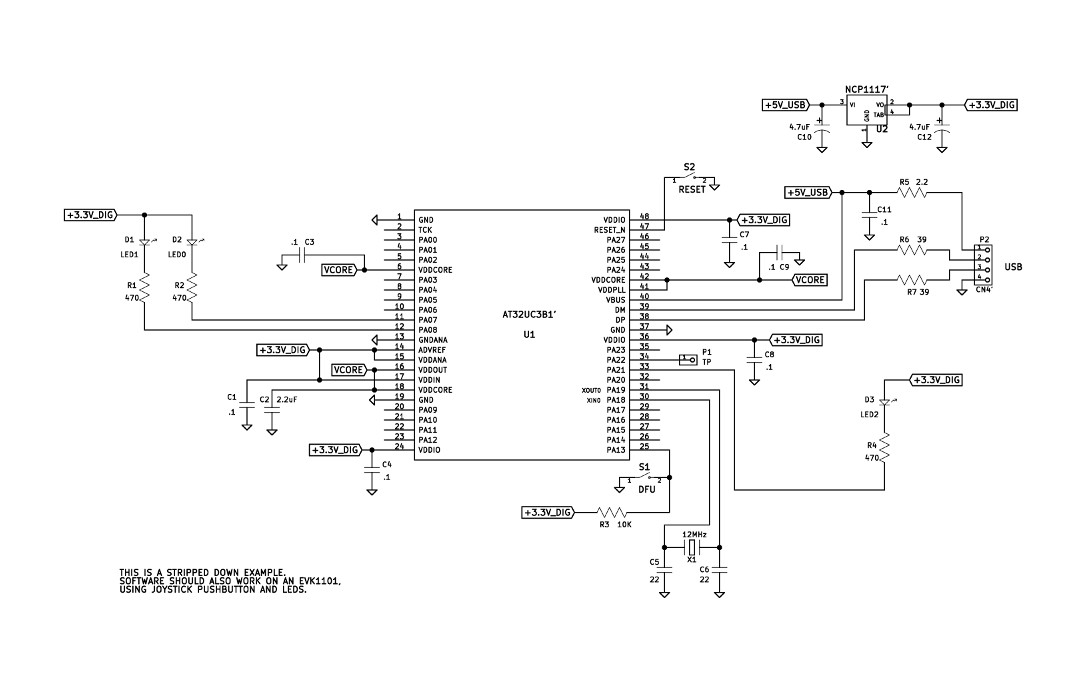 NCP1117'
+5V_USB
3
VI
VO
2
TAB
4
GND
1
U2
+3.3V_DIG
4.7uF
C10
4.7uF
C12
S2
1
2
RESET
+5V_USB
R5 2.2
C11
.1
R6 39
R7 39
P2
1
2
3
4
CN4'
USB
+3.3V_DIG
D1
LED1
D2
LED0
R1
470
R2
470
.1 C3
VCORE
+3.3V_DIG
VCORE
C1
.1
C2 2.2uF
+3.3V_DIG
C4
.1
AT32UC3B1'
U1
1 GND
2 TCK
3 PA00
4 PA01
5 PA02
6 VDDCORE
7 PA03
8 PA04
9 PA05
10 PA06
11 PA07
12 PA08
13 GNDANA
14 ADVREF
15 VDDANA
16 VDDOUT
17 VDDIN
18 VDDCORE
19 GND
20 PA09
21 PA10
22 PA11
23 PA12
24 VDDIO
VDDIO 48
RESET_N 47
PA27 46
PA26 45
PA25 44
PA24 43
VDDCORE 42
VDDPLL 41
VBUS 40
DM 39
DP 38
GND 37
VDDIO 36
PA23 35
PA22 34
PA21 33
PA20 32
XOUT0 PA19 31
XIN0 PA18 30
PA17 29
PA16 28
PA15 27
PA14 26
PA13 25
+3.3V_DIG
C7
.1
.1 C9
VCORE
+3.3V_DIG
C8
.1
P1
TP
1
+3.3V_DIG
D3
LED2
R4
470
S1
1
2
DFU
+3.3V_DIG
R3 10K
12MHz
X1
C5
22
C6
22
THIS IS A STRIPPED DOWN EXAMPLE.
SOFTWARE SHOULD ALSO WORK ON AN EVK1101,
USING JOYSTICK PUSHBUTTON AND LEDS.